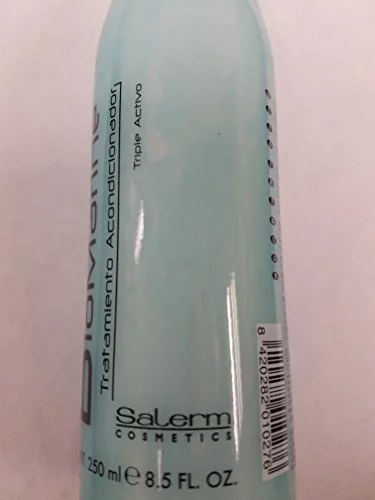 BioMarine
Tratamiento Acondicionador
Triple Activo
Salerm
COSMETICS
250 ml e 8.5 FL. OZ.
8 420282 010276